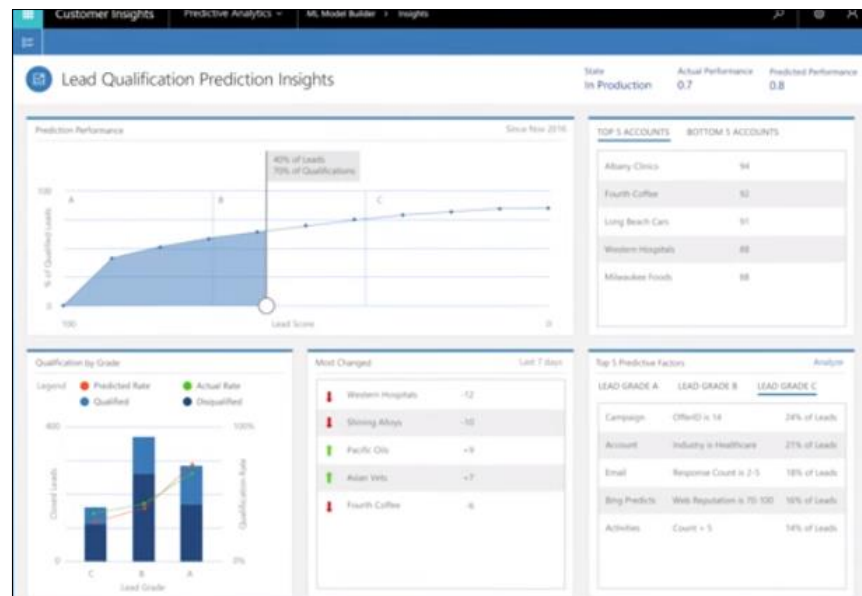 Customer Insights Predictive Analytics ML Model Builder > Insights
Lead Qualification Prediction Insights
State
In Production
Actual Performance
0.7
Predicted Performance
0.8
Prediction Performance
Since Nov 2016
40% of Leads
70% of Qualifications
100
A B C
% of Qualified Leads
0
100 Lead Score 0
TOP 5 ACCOUNTS BOTTOM 5 ACCOUNTS
Albany Clinics 94
Fourth Coffee 92
Long Beach Cars 91
Western Hospitals 88
Milwaukee Foods 88
Qualification by Grade
Legend Predicted Rate Actual Rate
Qualified Disqualified
400 100%
Closed Leads
Qualification Rate
0 0%
C B A
Lead Grade
Most Changed Last 7 days
Western Hospitals -12
Shining Alloys -10
Pacific Oils +9
Asian Vets +7
Fourth Coffee -6
Top 5 Predictive Factors Analyze
LEAD GRADE A LEAD GRADE B LEAD GRADE C
Campaign OfferID is 14 24% of Leads
Account Industry is Healthcare 21% of Leads
Email Response Count is 2-5 18% of Leads
Bing Predicts Web Reputation is 70-100 16% of Leads
Activities Count + 5 14% of Leads